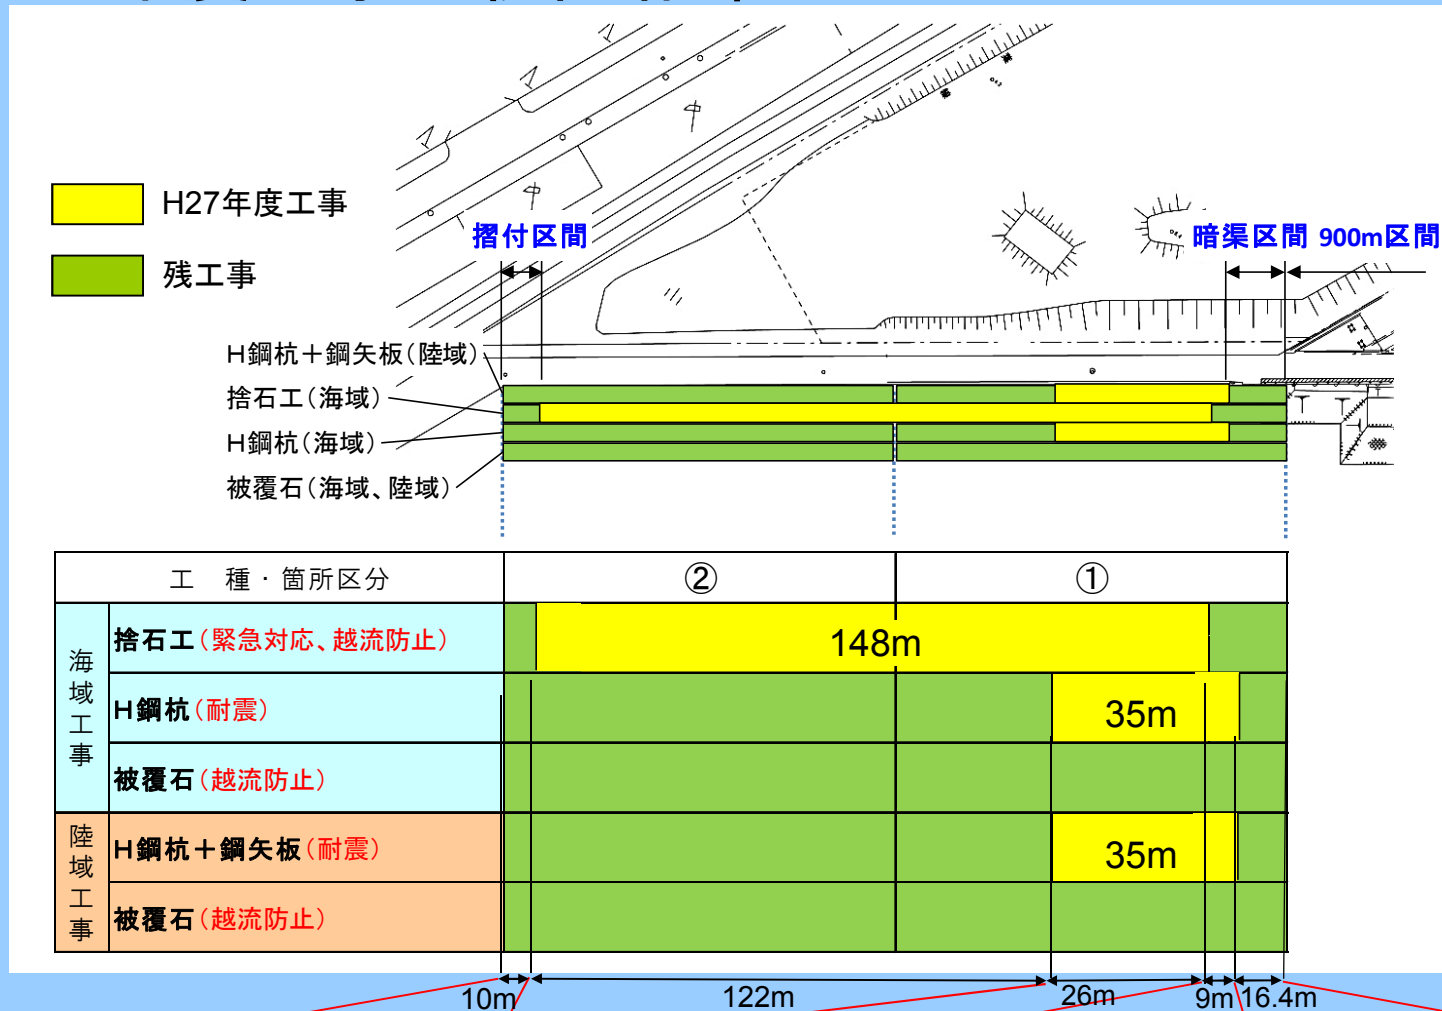 H27年度工事
残工事
摺付区間
暗渠区間 900m区間
H鋼杭＋鋼矢板（陸域）
捨石工（海域）
H鋼杭（海域）
被覆石（海域、陸域）
工 種・箇所区分 ② ①
海域工事
捨石工（緊急対応、越流防止） 148m
H鋼杭（耐震） 35m
被覆石（越流防止）
陸域工事
H鋼杭＋鋼矢板（耐震） 35m
被覆石（越流防止）
10m 122m 26m 9m 16.4m